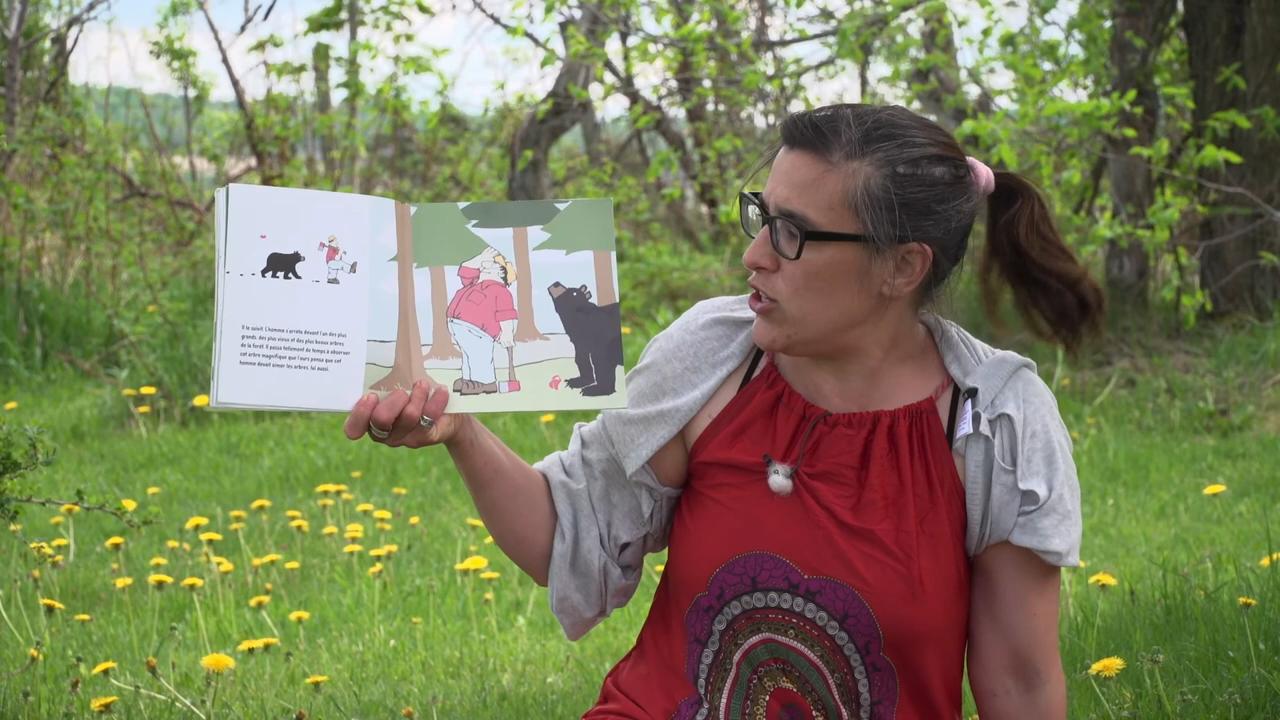 Il le suivit. L'homme s'arrêta devant l'un des plus
grands, des plus vieux et des plus beaux arbres
de la forêt. Il passa tellement de temps à observer
cet arbre magnifique que l'ours pensa que cet
homme devait aimer les arbres, lui aussi.